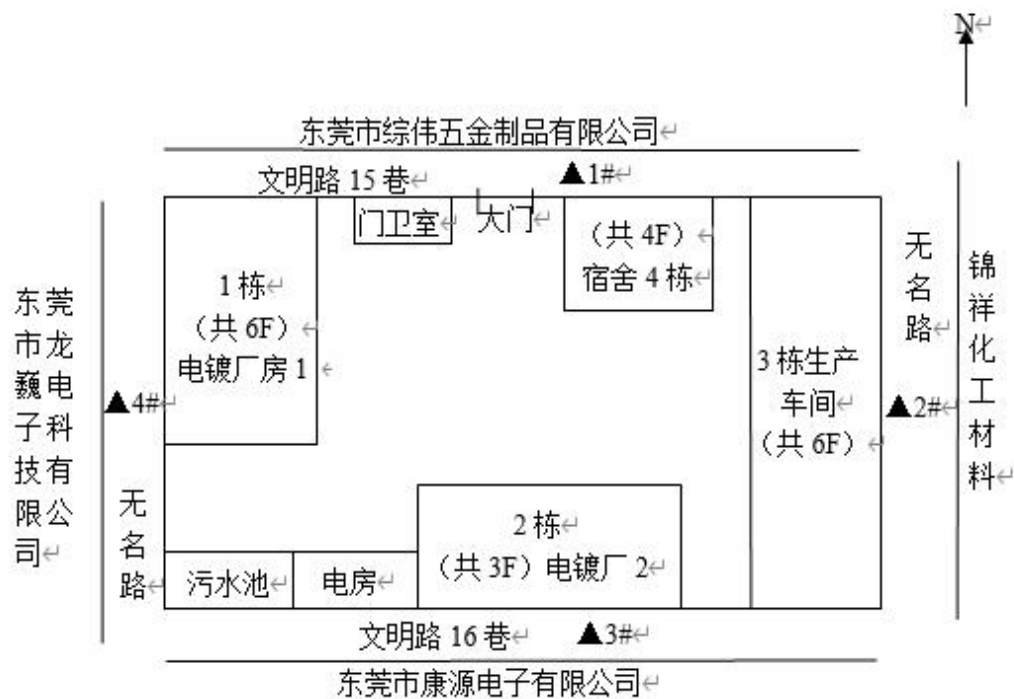 N
东莞市综伟五金制品有限公司
文明路 15 巷
▲1#
门卫室
大门
（共 4F）
宿舍 4 栋
1 栋
（共 6F）
电镀厂房 1
无名路
锦祥化工材料
东莞
市龙
巍电
子科
技有
限公
司
▲4#
3 栋生产
车间
（共 6F）
▲2#
无名路
2 栋
（共 3F）电镀厂 2
污水池
电房
文明路 16 巷
▲3#
东莞市康源电子有限公司